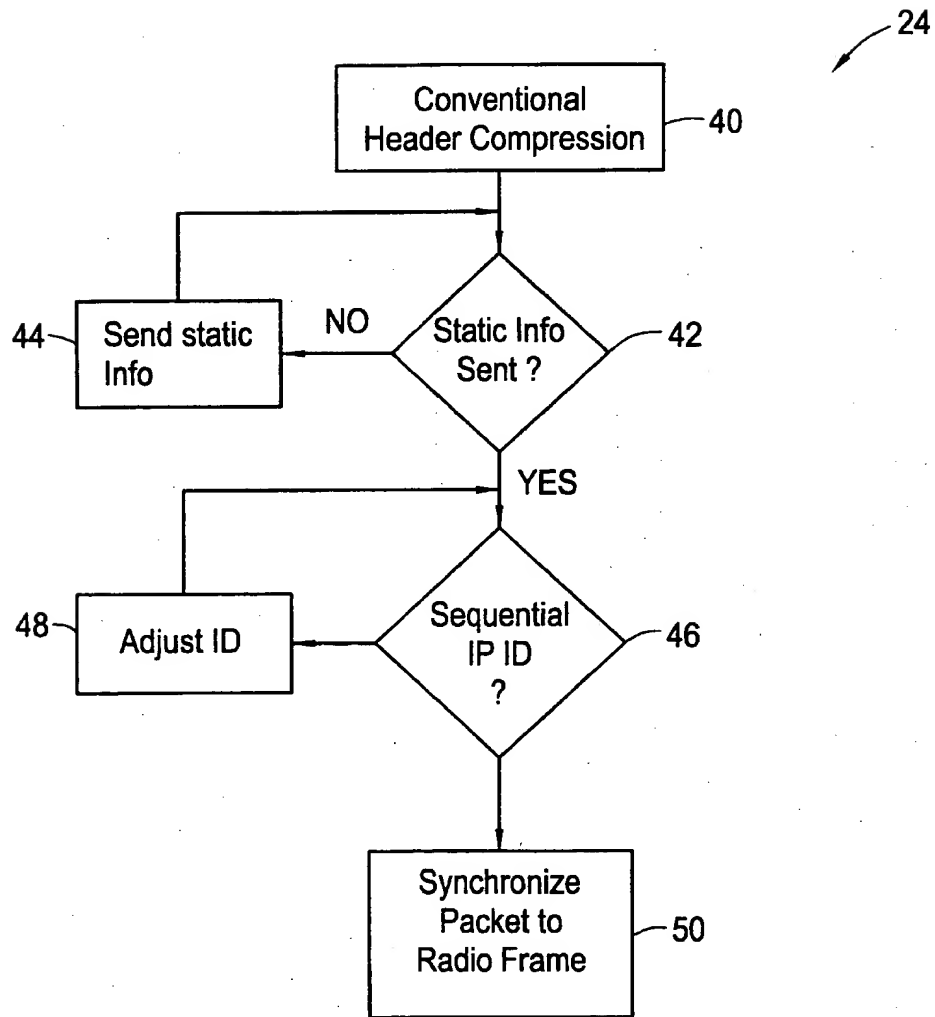 24
Conventional
Header Compression
40
44
Send static
Info
NO
Static Info
Sent ?
42
YES
48
Adjust ID
Sequential
IP ID
?
46
Synchronize
Packet to
Radio Frame
50